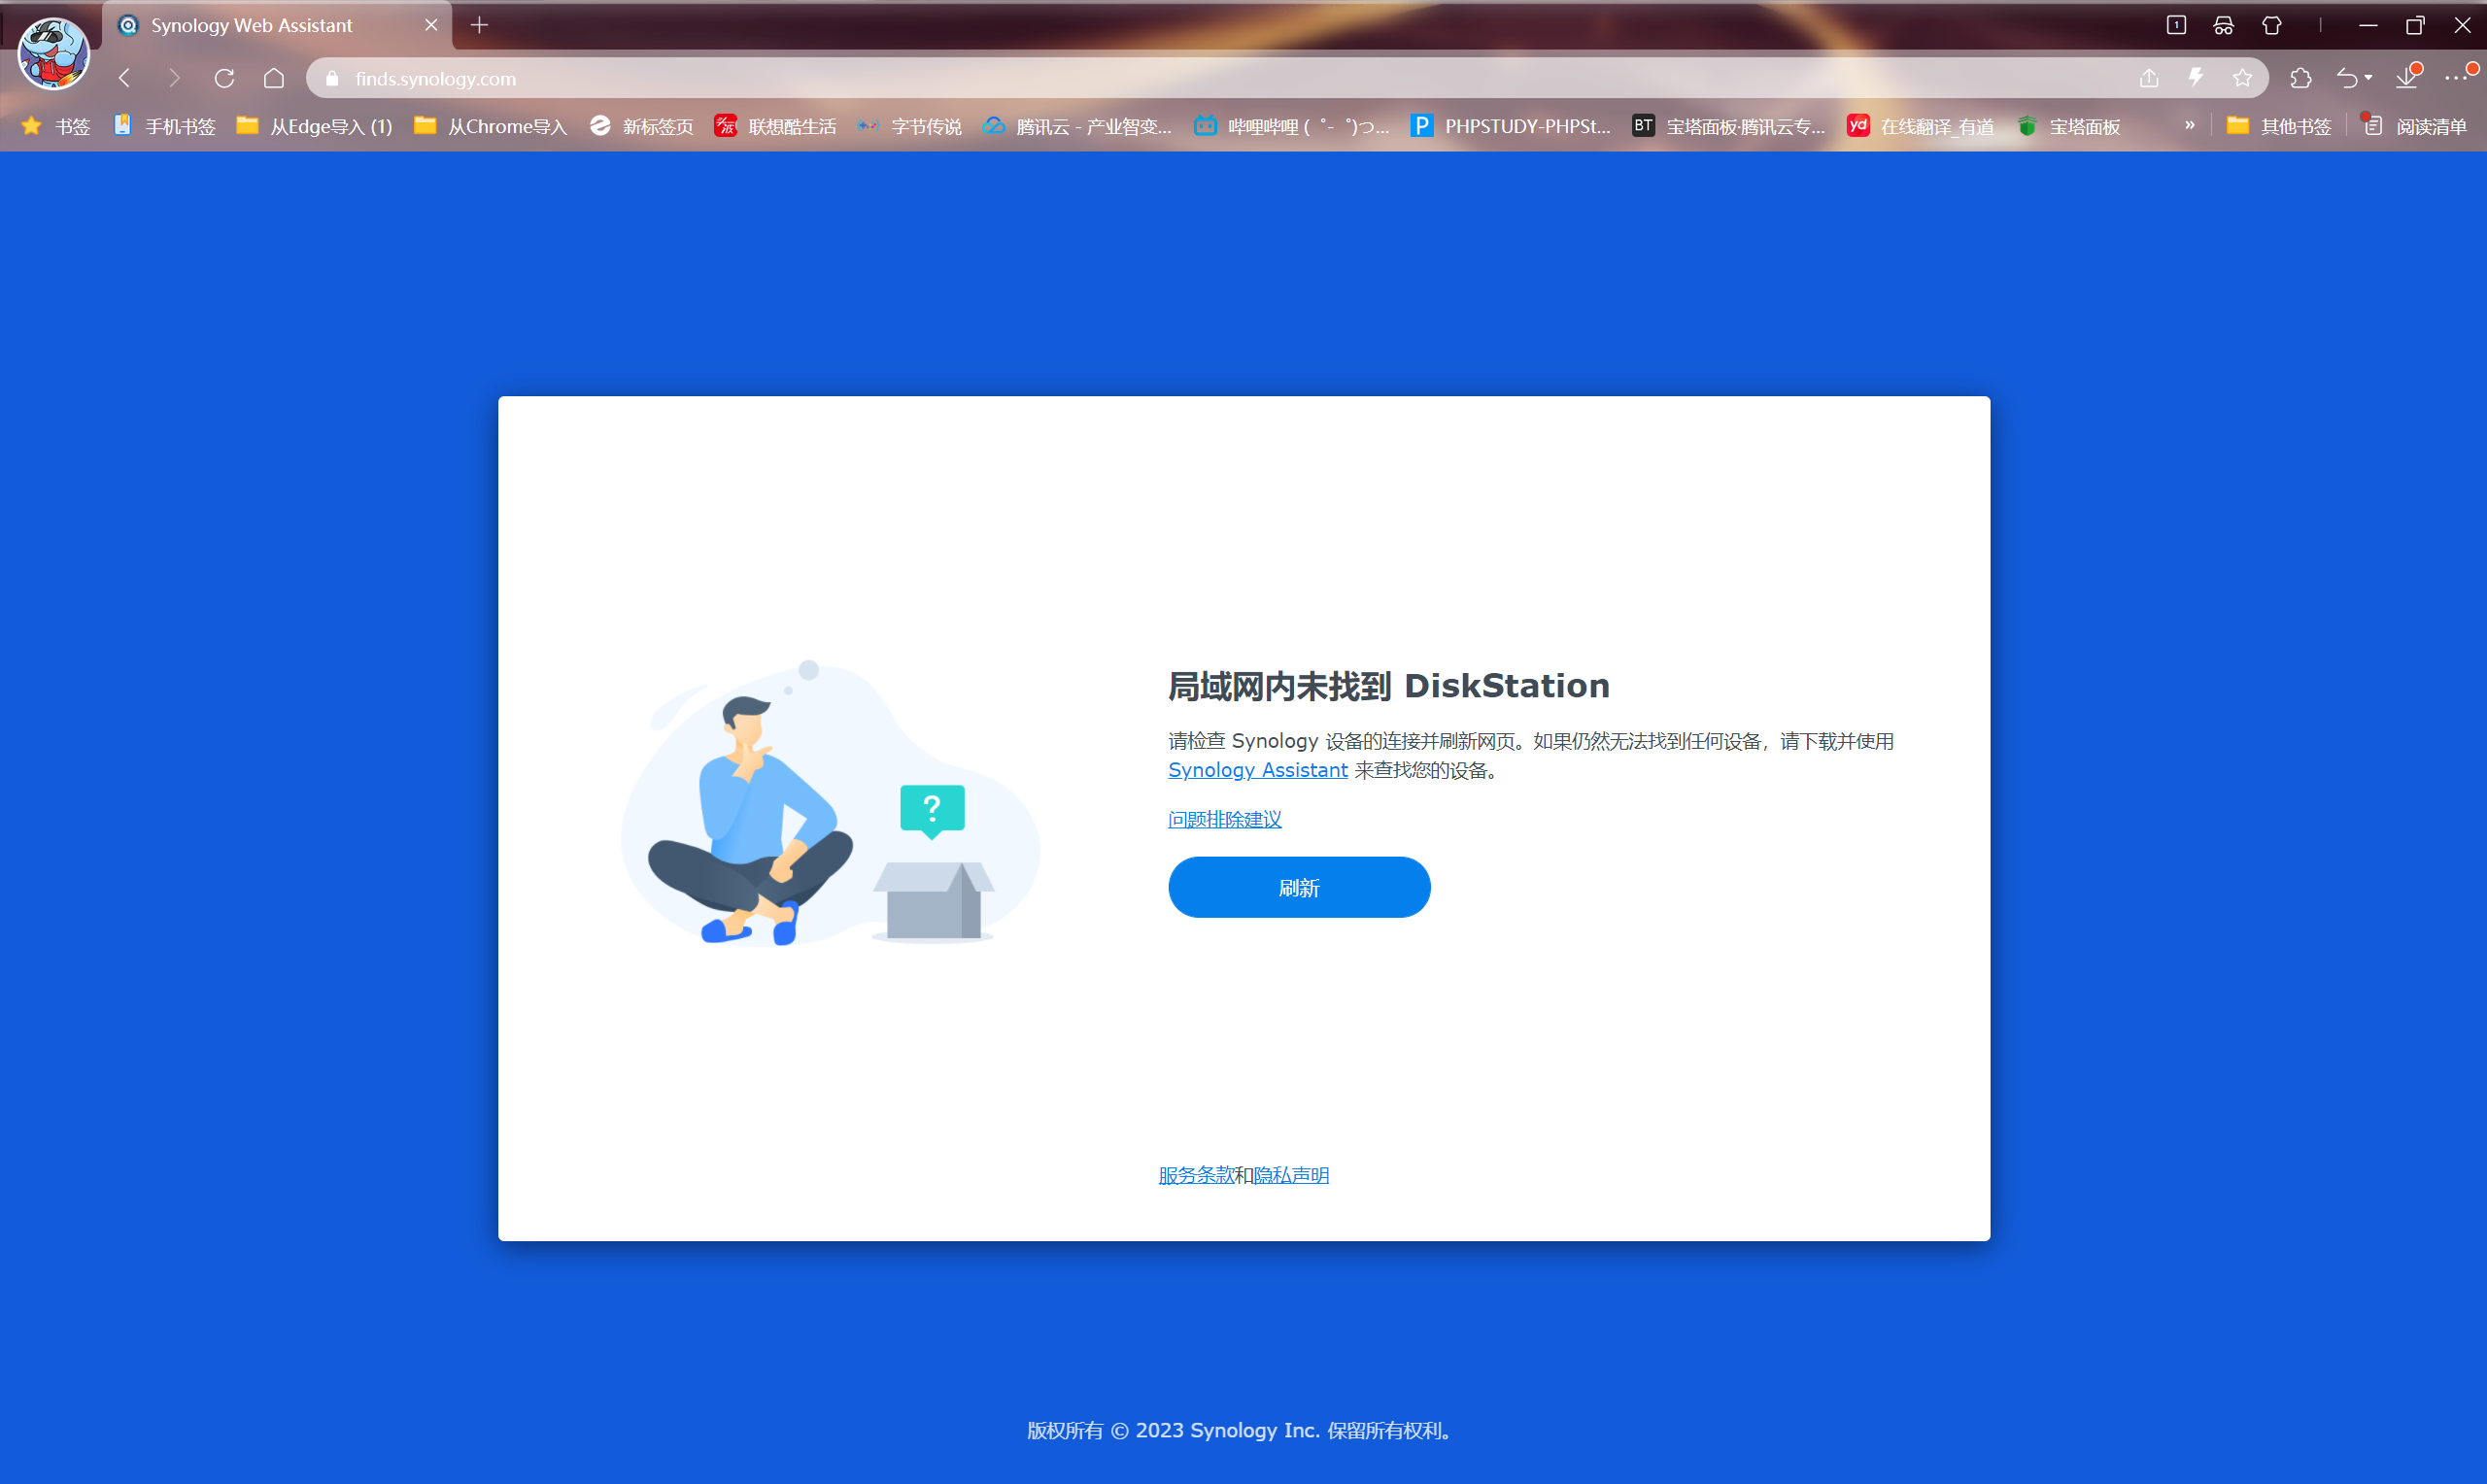 Synology Web Assistant
1
finds.synology.com
书签
手机书签
从Edge导入 (1)
从Chrome导入
新标签页
联想酷生活
字节传说
腾讯云 - 产业智变...
哔哩哔哩 (゜-゜)つ...
P
PHPSTUDY-PHPSt...
BT
宝塔面板·腾讯云专...
yd
在线翻译_有道
宝塔面板
»
其他书签
阅读清单
局域网内未找到 DiskStation
请检查 Synology 设备的连接并刷新网页。如果仍然无法找到任何设备，请下载并使用
Synology Assistant 来查找您的设备。
?
问题排除建议
刷新
服务条款和隐私声明
版权所有 © 2023 Synology Inc. 保留所有权利。